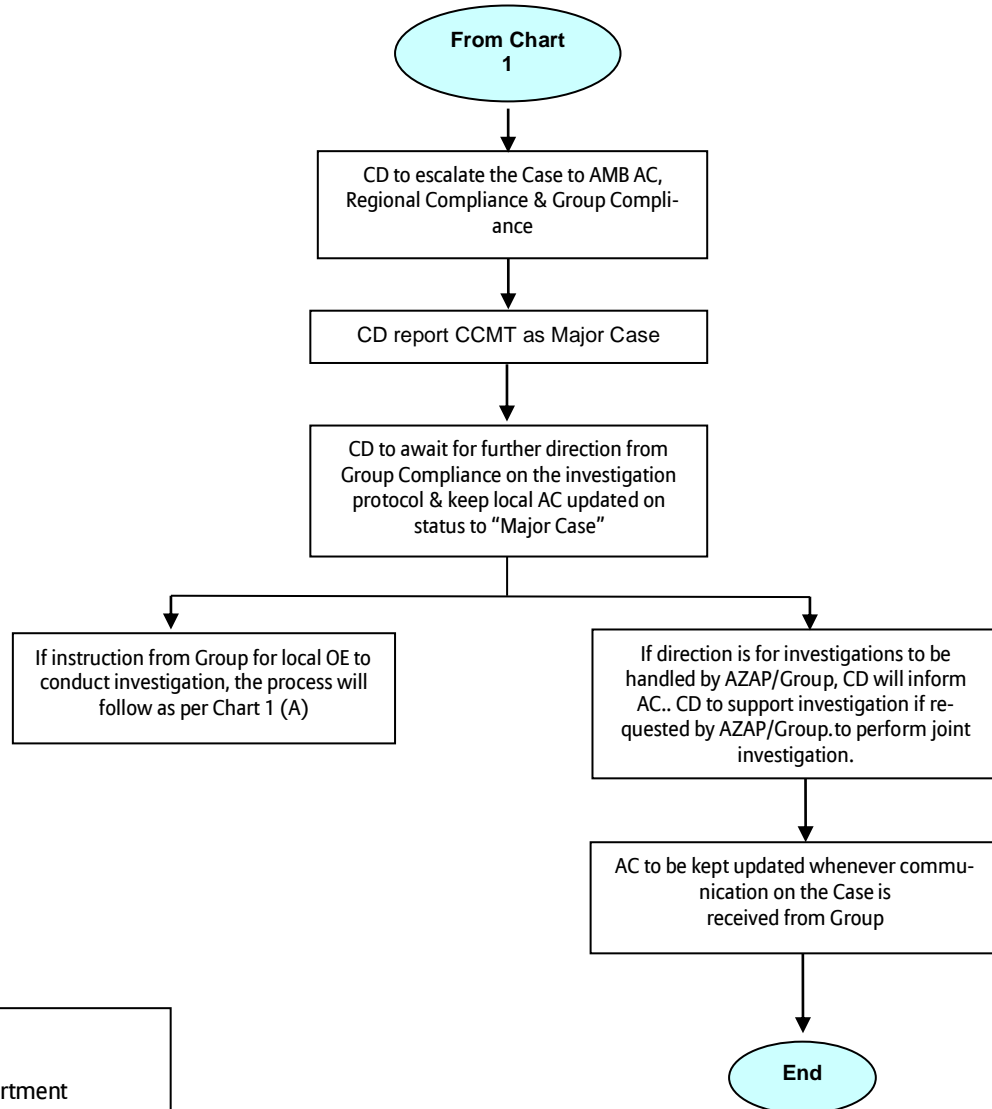 From Chart
1
CD to escalate the Case to AMB AC,
Regional Compliance & Group Compli-
ance
CD report CCMT as Major Case
CD to await for further direction from
Group Compliance on the investigation
protocol & keep local AC updated on
status to “Major Case”
If instruction from Group for local OE to
conduct investigation, the process will
follow as per Chart 1 (A)
If direction is for investigations to be
handled by AZAP/Group, CD will inform
AC.. CD to support investigation if re-
quested by AZAP/Group.to perform joint
investigation.
AC to be kept updated whenever commu-
nication on the Case is
received from Group
End
rtment